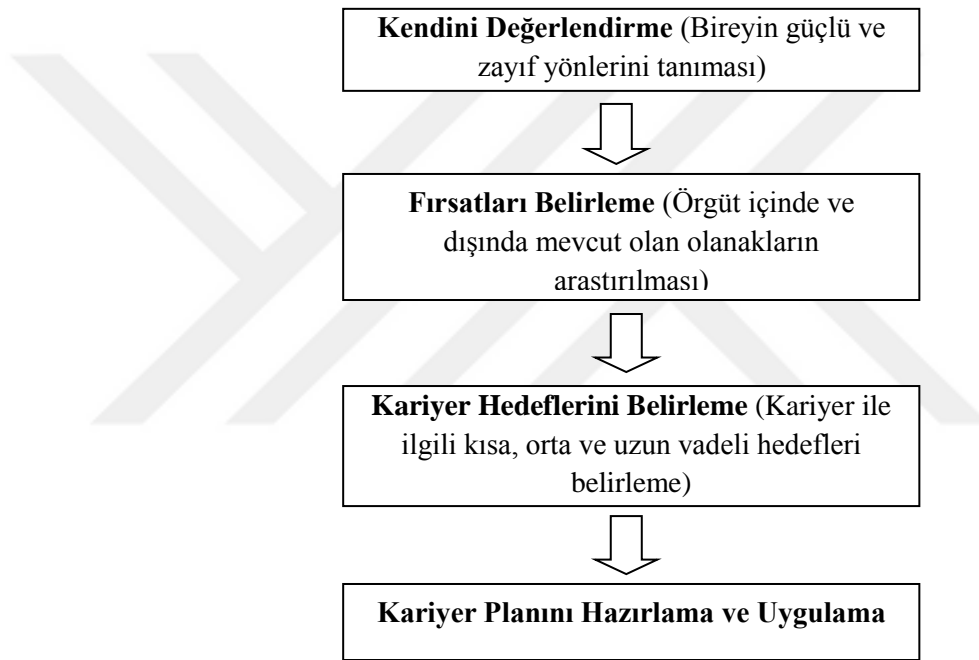 Kendini Değerlendirme (Bireyin güçlü ve
zayıf yönlerini tanıması)
Fırsatları Belirleme (Örgüt içinde ve
dışında mevcut olan olanakların
araştırılması)
Kariyer Hedeflerini Belirleme (Kariyer ile
ilgili kısa, orta ve uzun vadeli hedefleri
belirleme)
Kariyer Planını Hazırlama ve Uygulama